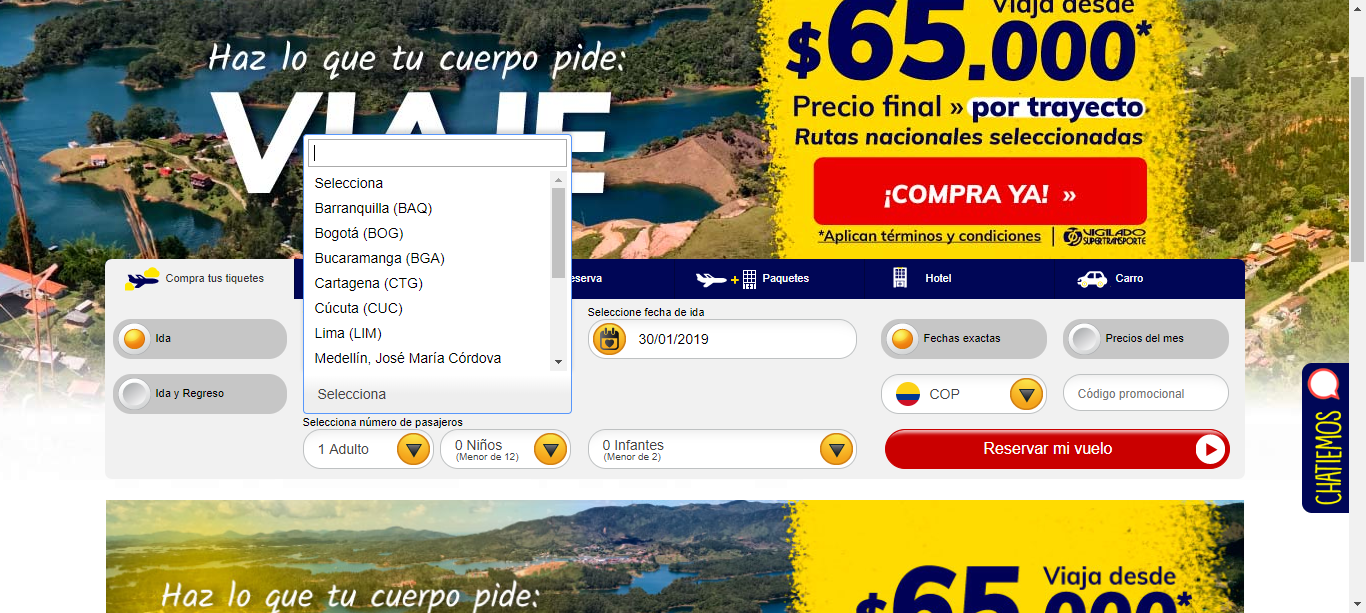 Viaja desde
Haz lo que tu cuerpo pide:
$65.000*
VIAJE
Precio final » por trayecto
Rutas nacionales seleccionadas
¡COMPRA YA! »
*Aplican términos y condiciones | VIGILADO
SUPERTRANSPORTE
Selecciona
Barranquilla (BAQ)
Bogotá (BOG)
Bucaramanga (BGA)
Cartagena (CTG)
Cúcuta (CUC)
Lima (LIM)
Medellín, José María Córdova
Selecciona
Compra tus tiquetes
eserva
Paquetes
Hotel
Carro
Ida
Ida y Regreso
Seleccione fecha de ida
30/01/2019
Fechas exactas
Precios del mes
COP
Código promocional
Selecciona número de pasajeros
1 Adulto
0 Niños
(Menor de 12)
0 Infantes
(Menor de 2)
Reservar mi vuelo
CHATIEMOS
Haz lo que tu cuerpo pide:
Viaja desde
$65.000*